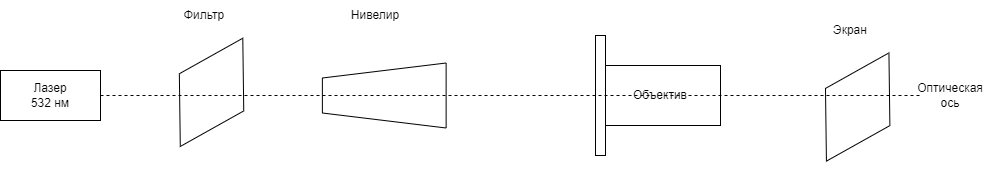 Фильтр
Нивелир
Экран
Лазер
532 нм
Объектив
Оптическая
ось